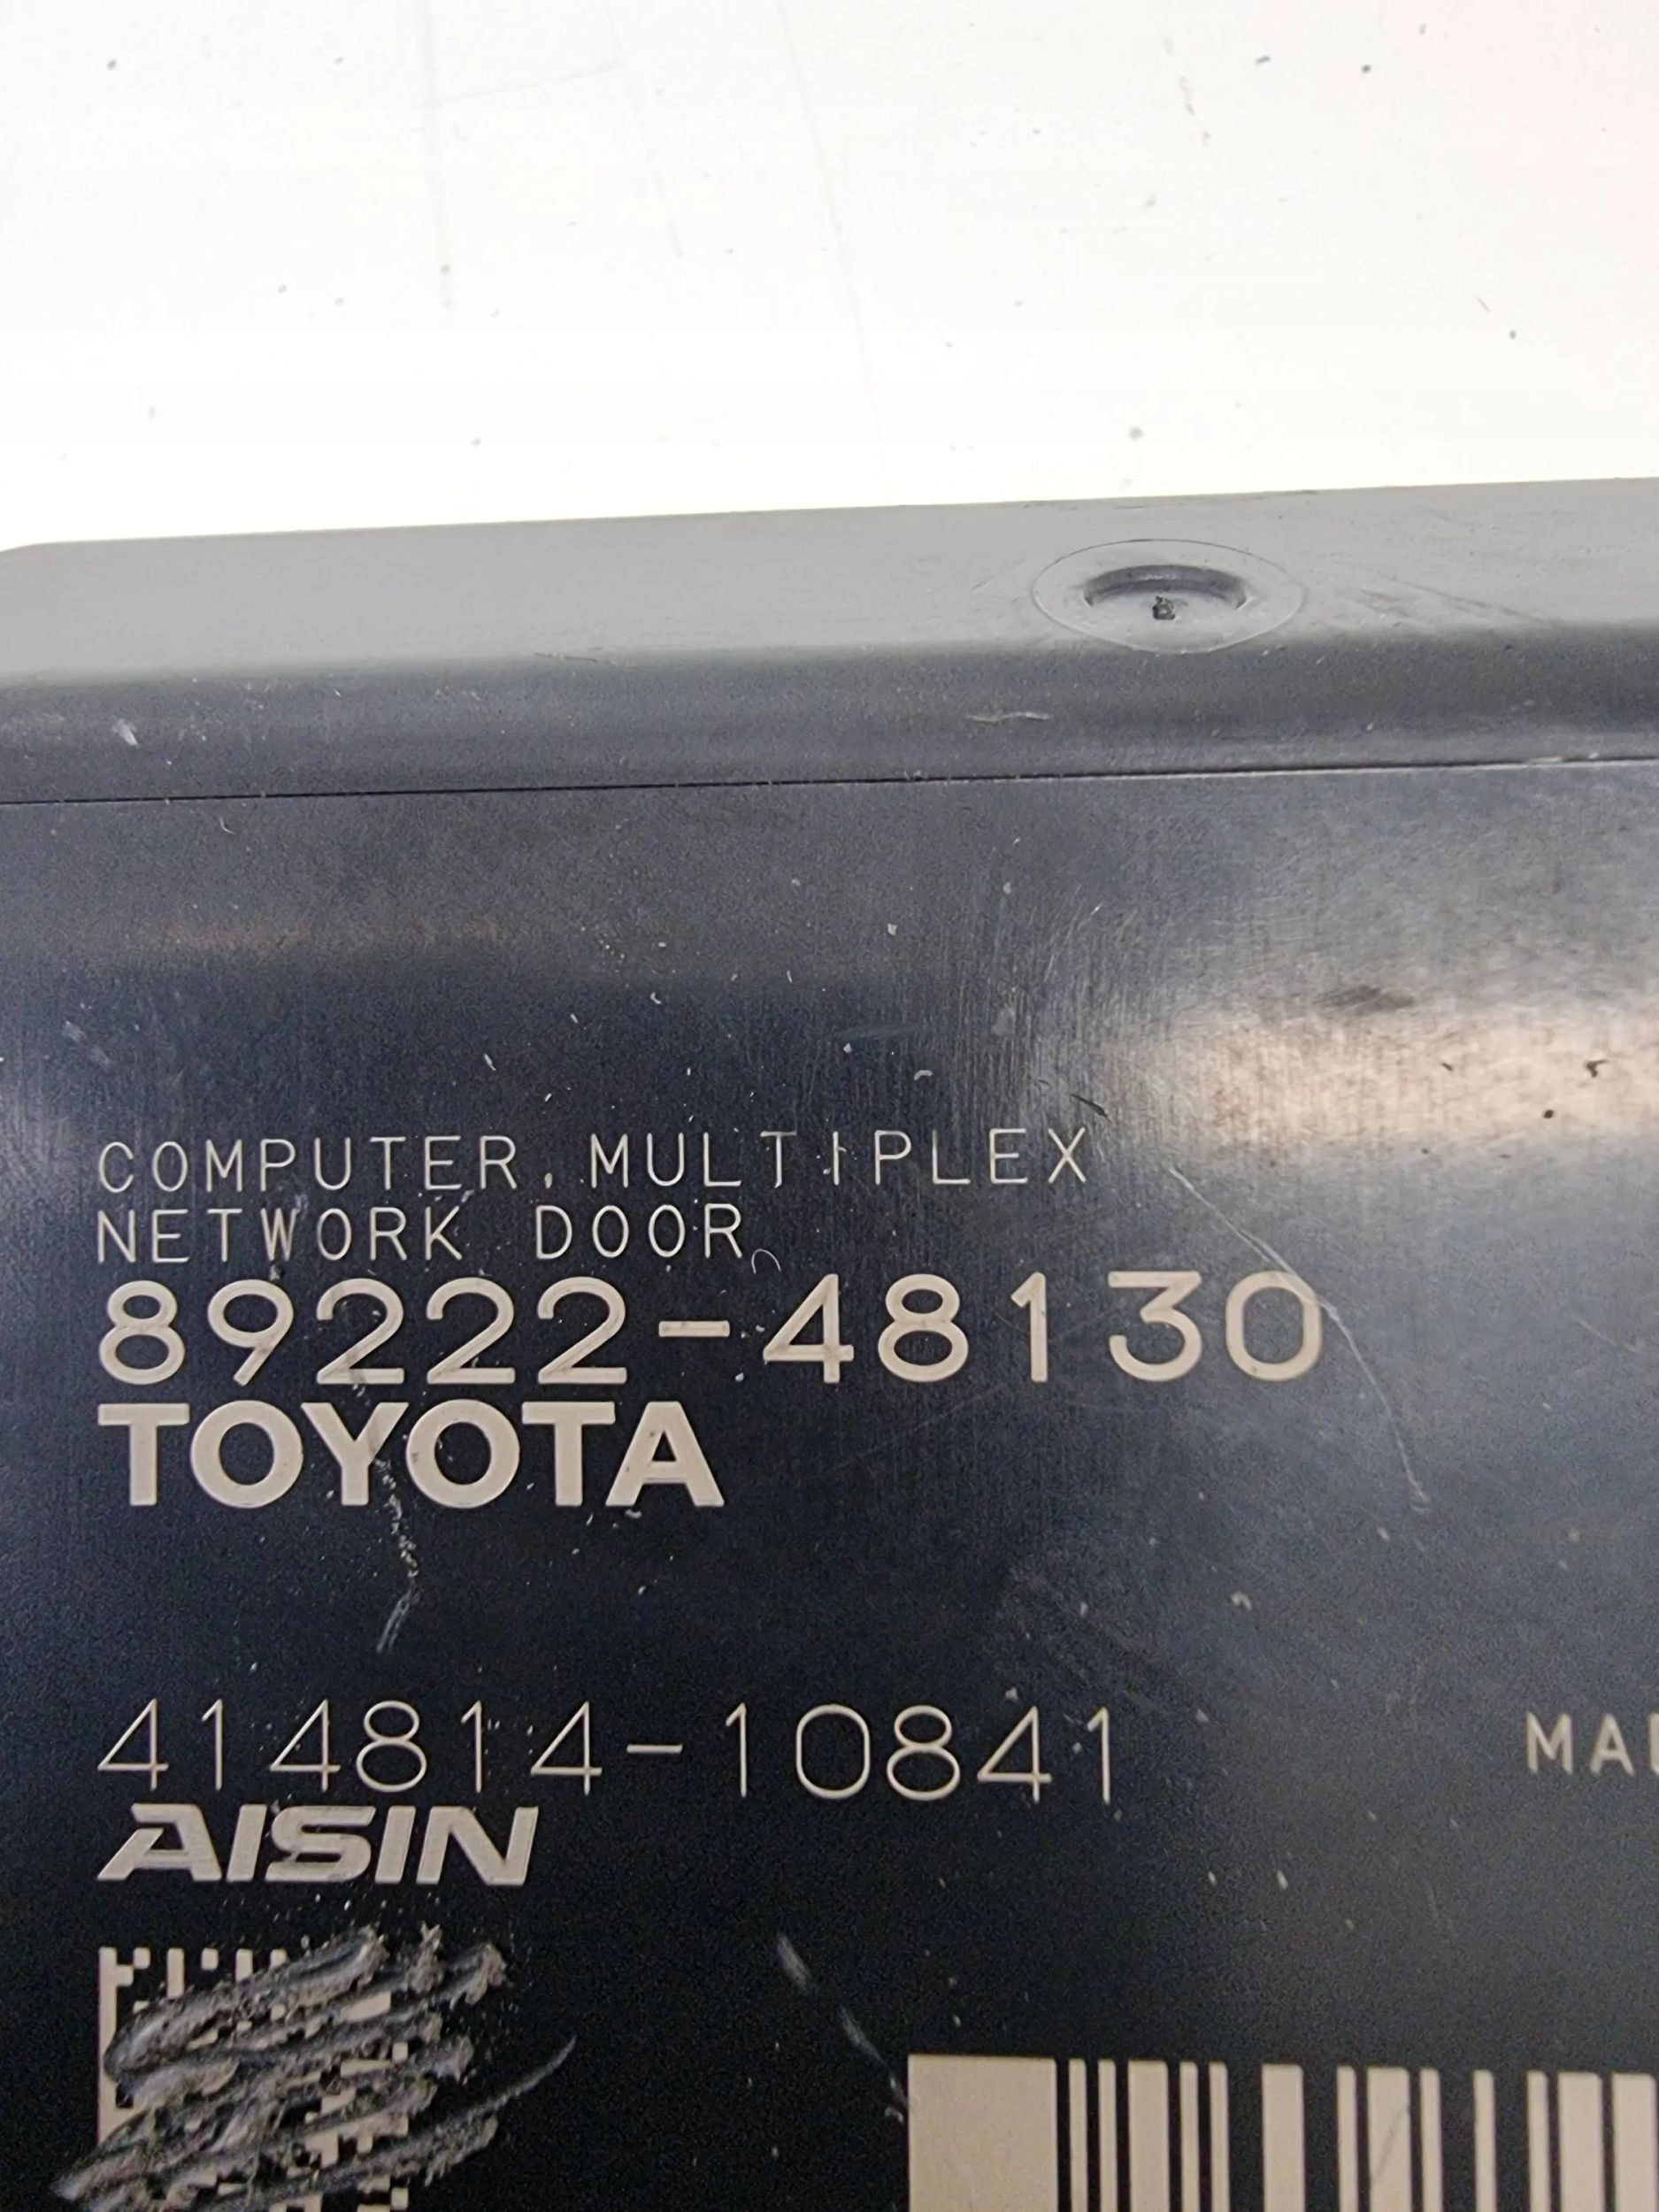 COMPUTER, MULTIPLEX
NETWORK DOOR
89222-48130
TOYOTA
414814-10841
AISIN